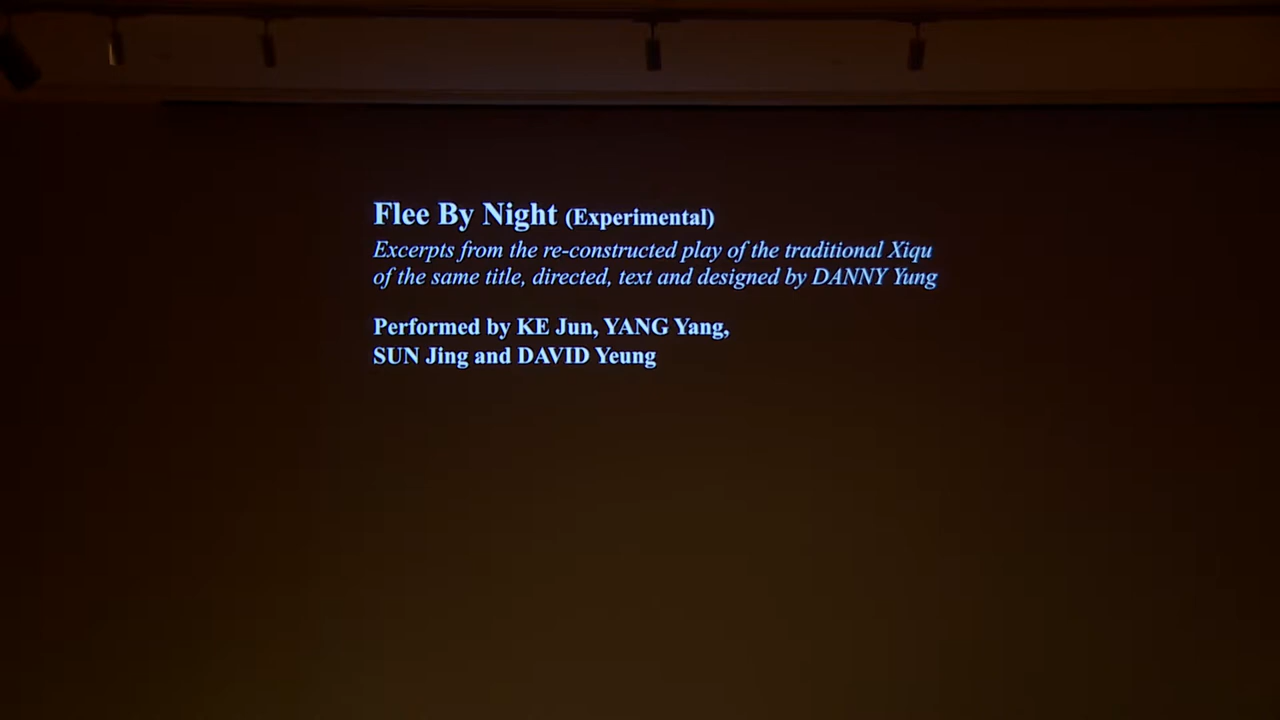 Flee By Night (Experimental)
Excerpts from the re-constructed play of the traditional Xiqu
of the same title, directed, text and designed by DANNY Yung
Performed by KE Jun, YANG Yang,
SUN Jing and DAVID Yeung